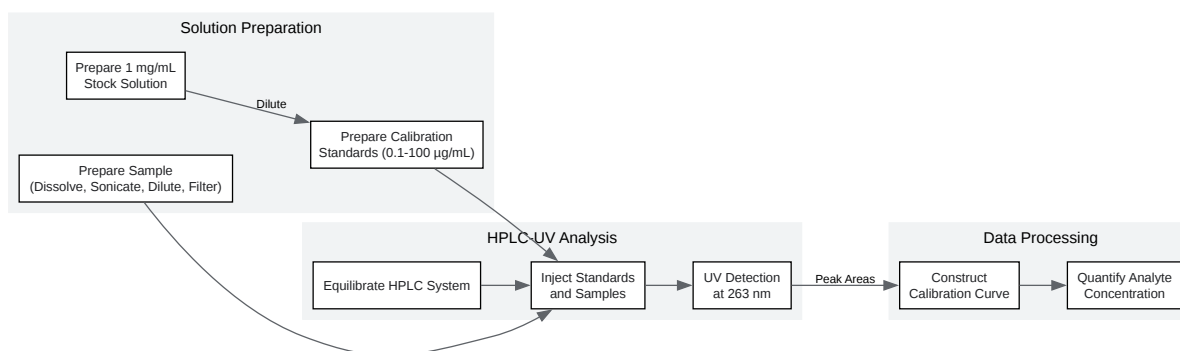 Solution Preparation
Prepare 1 mg/mL
Stock Solution
Dilute
Prepare Calibration
Standards (0.1-100 µg/mL)
Prepare Sample
(Dissolve, Sonicate, Dilute, Filter)
HPLC-UV Analysis
Equilibrate HPLC System
Inject Standards
and Samples
UV Detection
at 263 nm
Peak Areas
Data Processing
Construct
Calibration Curve
Quantify Analyte
Concentration